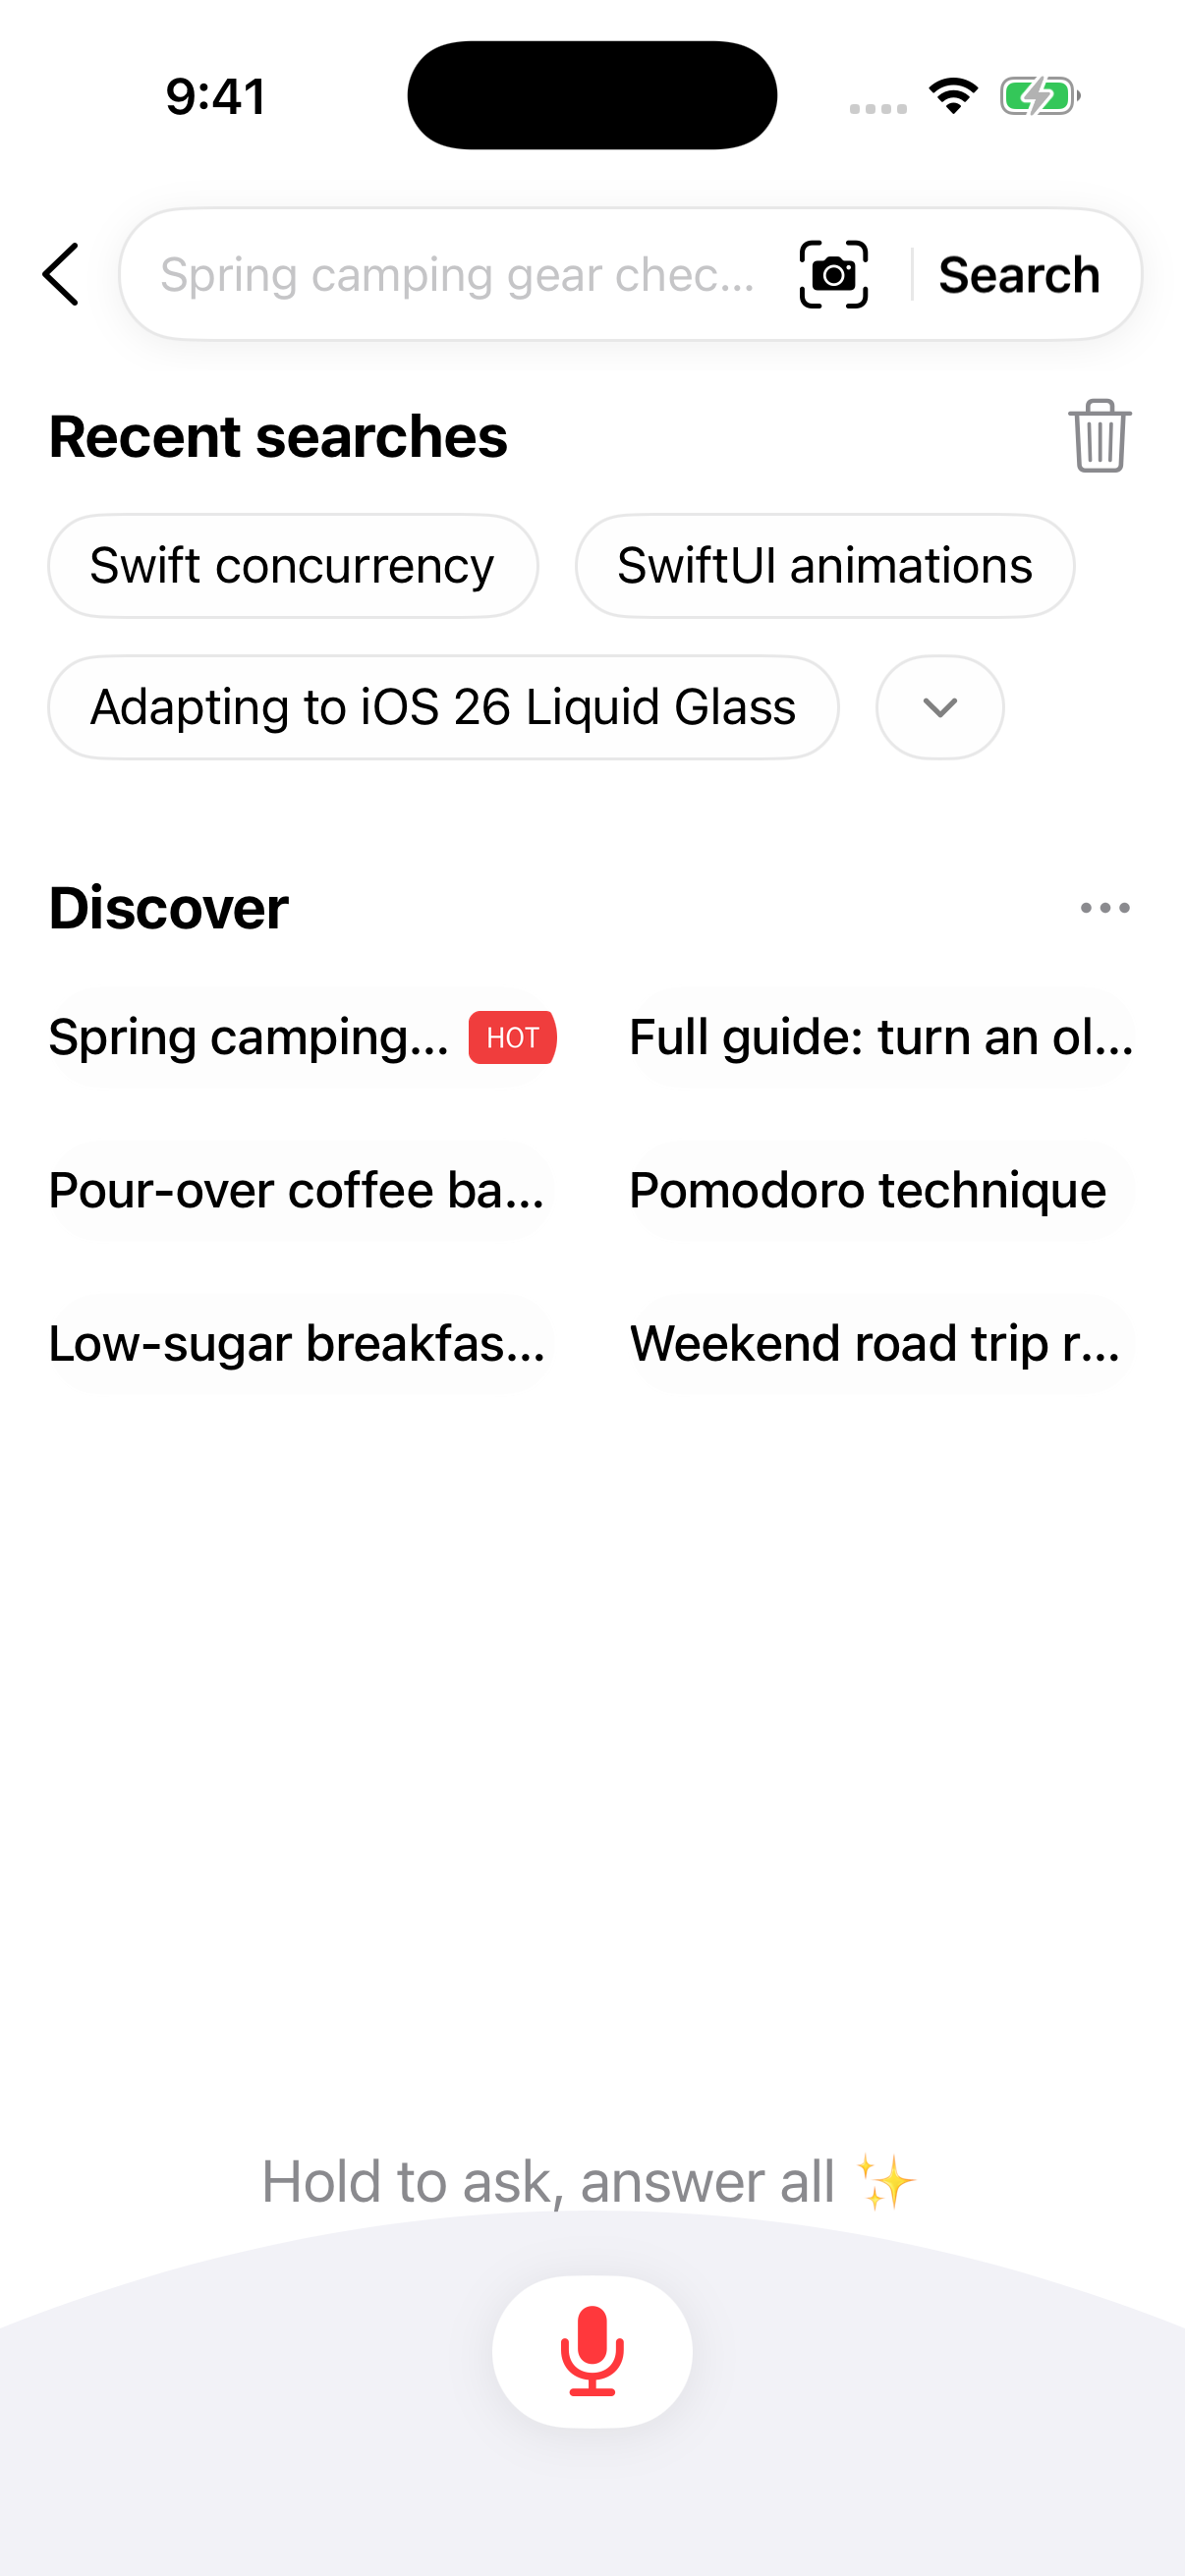 9:41
Spring camping gear chec...
Search
Recent searches
Swift concurrency
SwiftUI animations
Adapting to iOS 26 Liquid Glass
Discover
Spring camping... HOT
Full guide: turn an ol...
Pour-over coffee ba...
Pomodoro technique
Low-sugar breakfas...
Weekend road trip r...
Hold to ask, answer all ✨